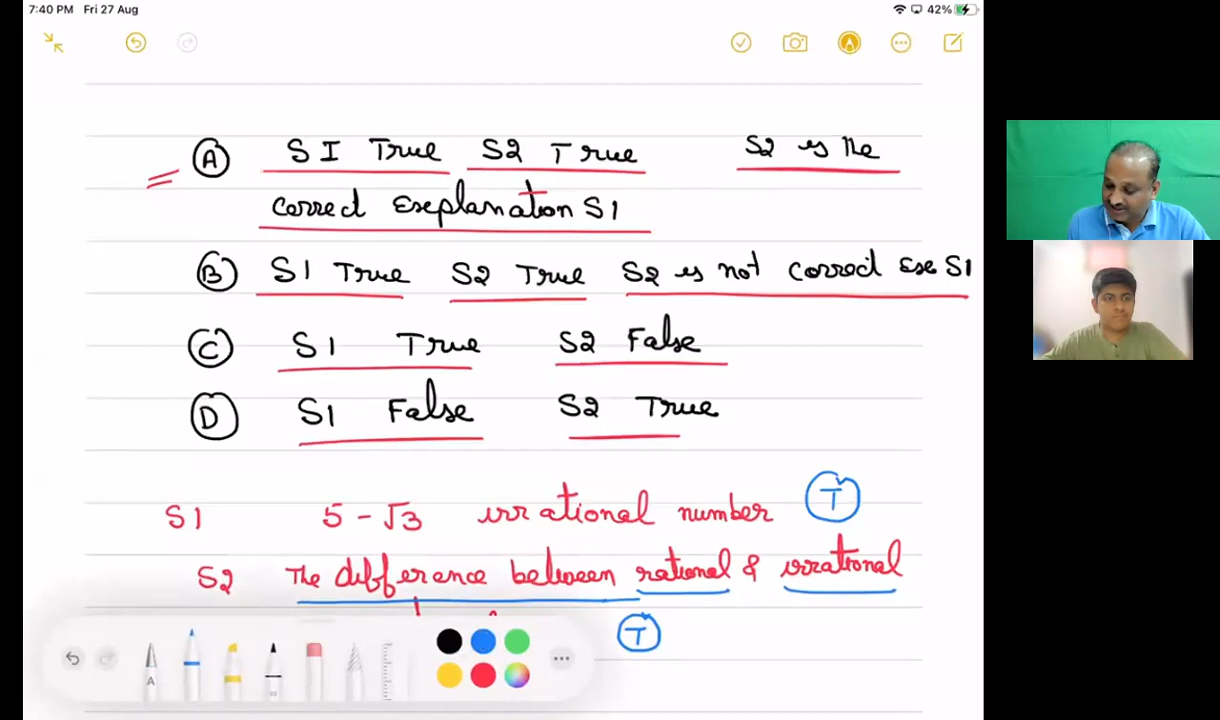 7:40 PM Fri 27 Aug
42%
A SI True S2 True S2 is the
correct Explanation S1
B S1 True S2 True S2 is not correct Exe S1
C S1 True S2 False
D S1 False S2 True
S1 5 - √3 irrational number T
S2 The difference between rational & irrational
T
A